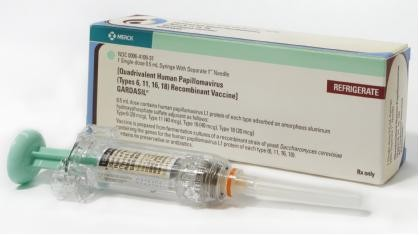 MERCK
NDC 0006-4109-31
1 Single-dose 0.5 mL Syringe With Separate 1" Needle
[Quadrivalent Human Papillomavirus
(Types 6, 11, 16, 18) Recombinant Vaccine]
GARDASIL®
REFRIGERATE
0.5 mL dose contains human papillomavirus L1 protein of each type adsorbed on amorphous aluminum
hydroxyphosphate sulfate adjuvant as follows:
Type 6 (20 mcg), Type 11 (40 mcg), Type 16 (40 mcg), Type 18 (20 mcg)
Vaccine is prepared from fermentation cultures of a recombinant strain of yeast Saccharomyces cerevisiae
containing the genes for the human papillomavirus L1 protein of each type (6, 11, 16, 18).
Contains no preservative or antibiotics.
Rx only